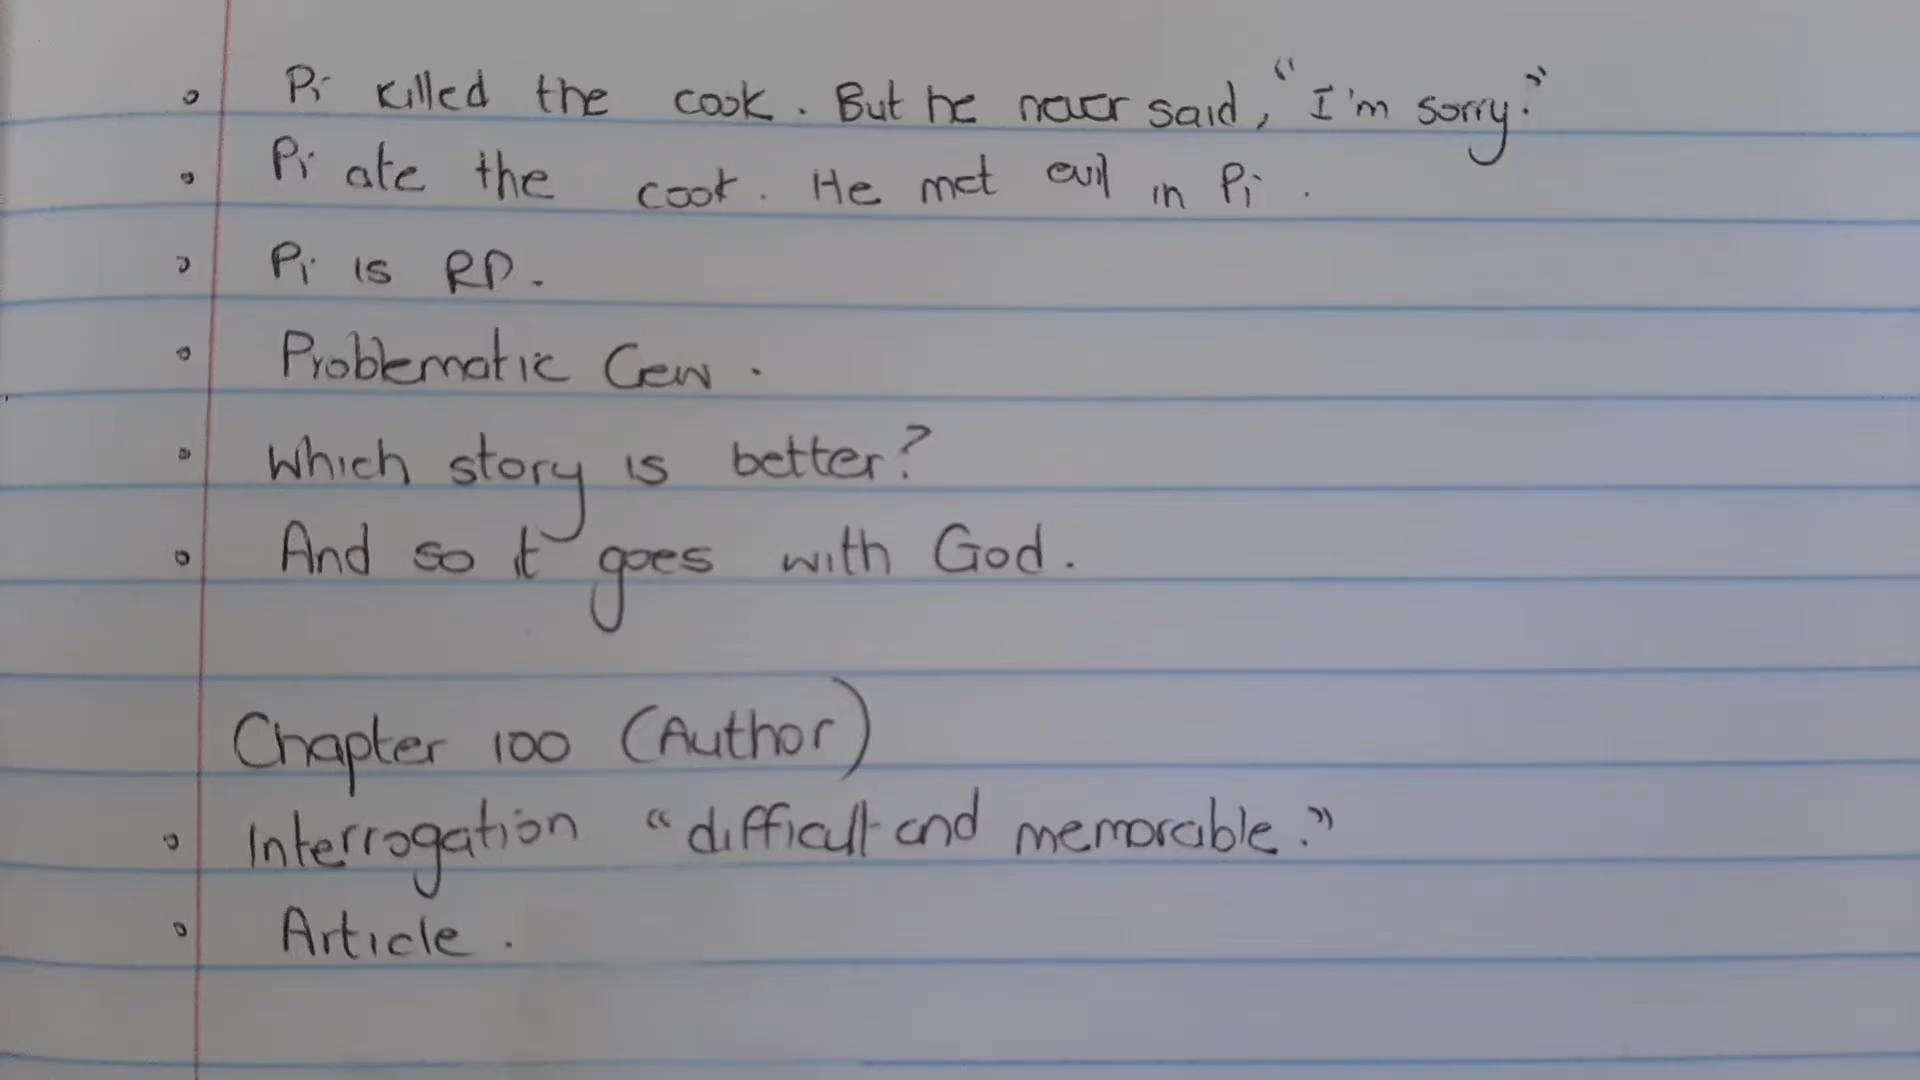 Pi killed the cook. But he never said, "I'm sorry."
Pi ate the cook. He met evil in Pi.
Pi is RP.
Problematic Crew.
Which story is better?
And so it goes with God.
Chapter 100 (Author)
Interrogation "difficult and memorable."
Article.